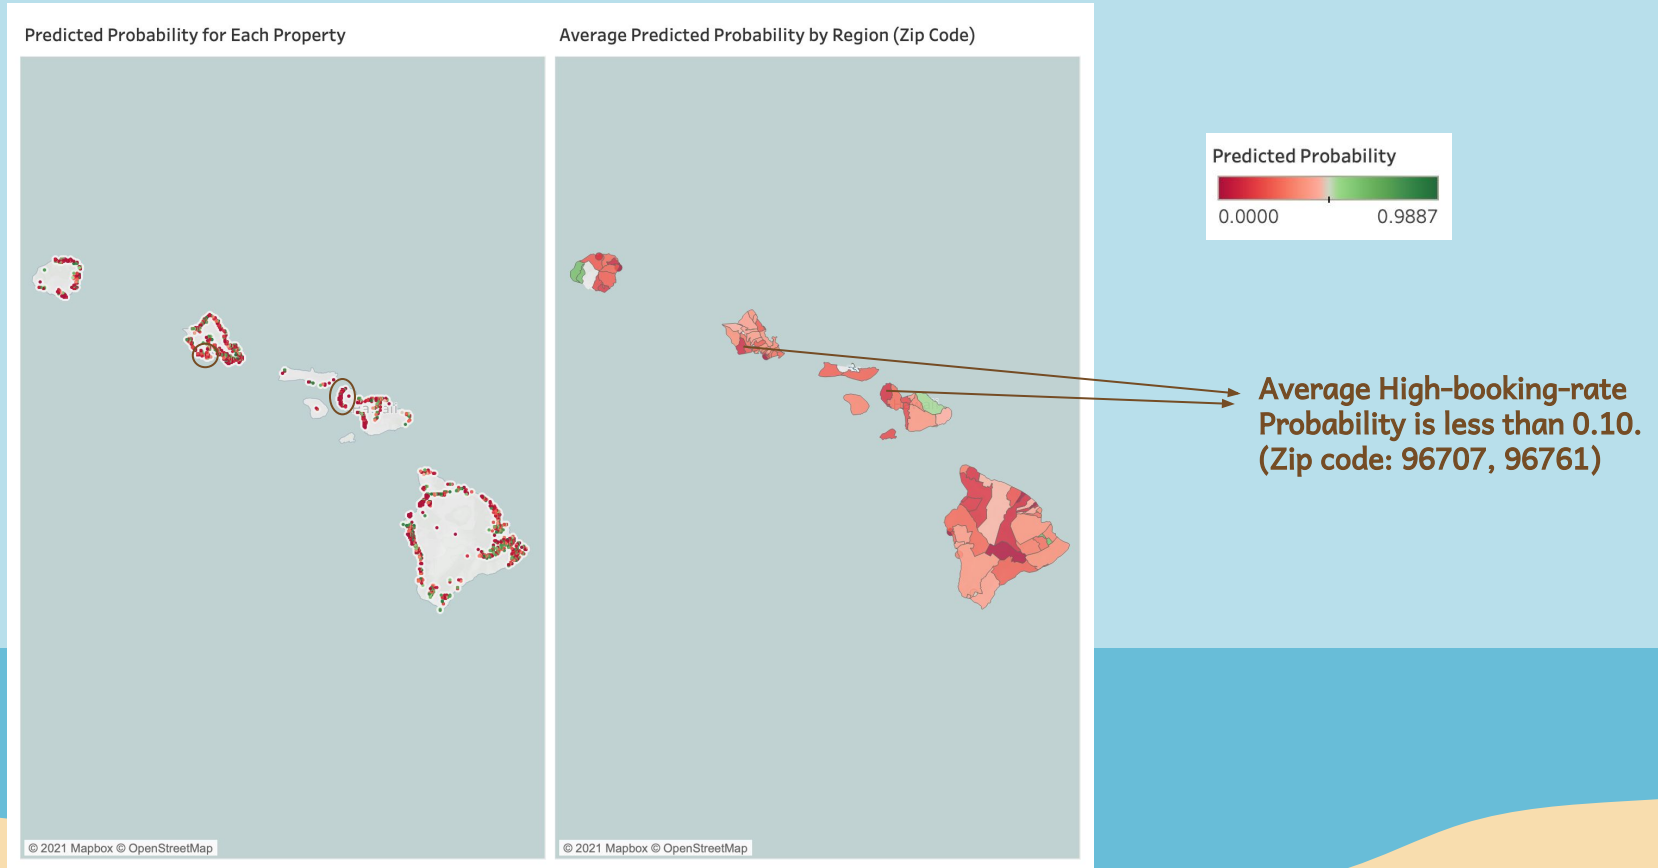 Predicted Probability for Each Property
Average Predicted Probability by Region (Zip Code)
Predicted Probability
0.0000 0.9887
Average High-booking-rate
Probability is less than 0.10.
(Zip code: 96707, 96761)
© 2021 Mapbox © OpenStreetMap
© 2021 Mapbox © OpenStreetMap